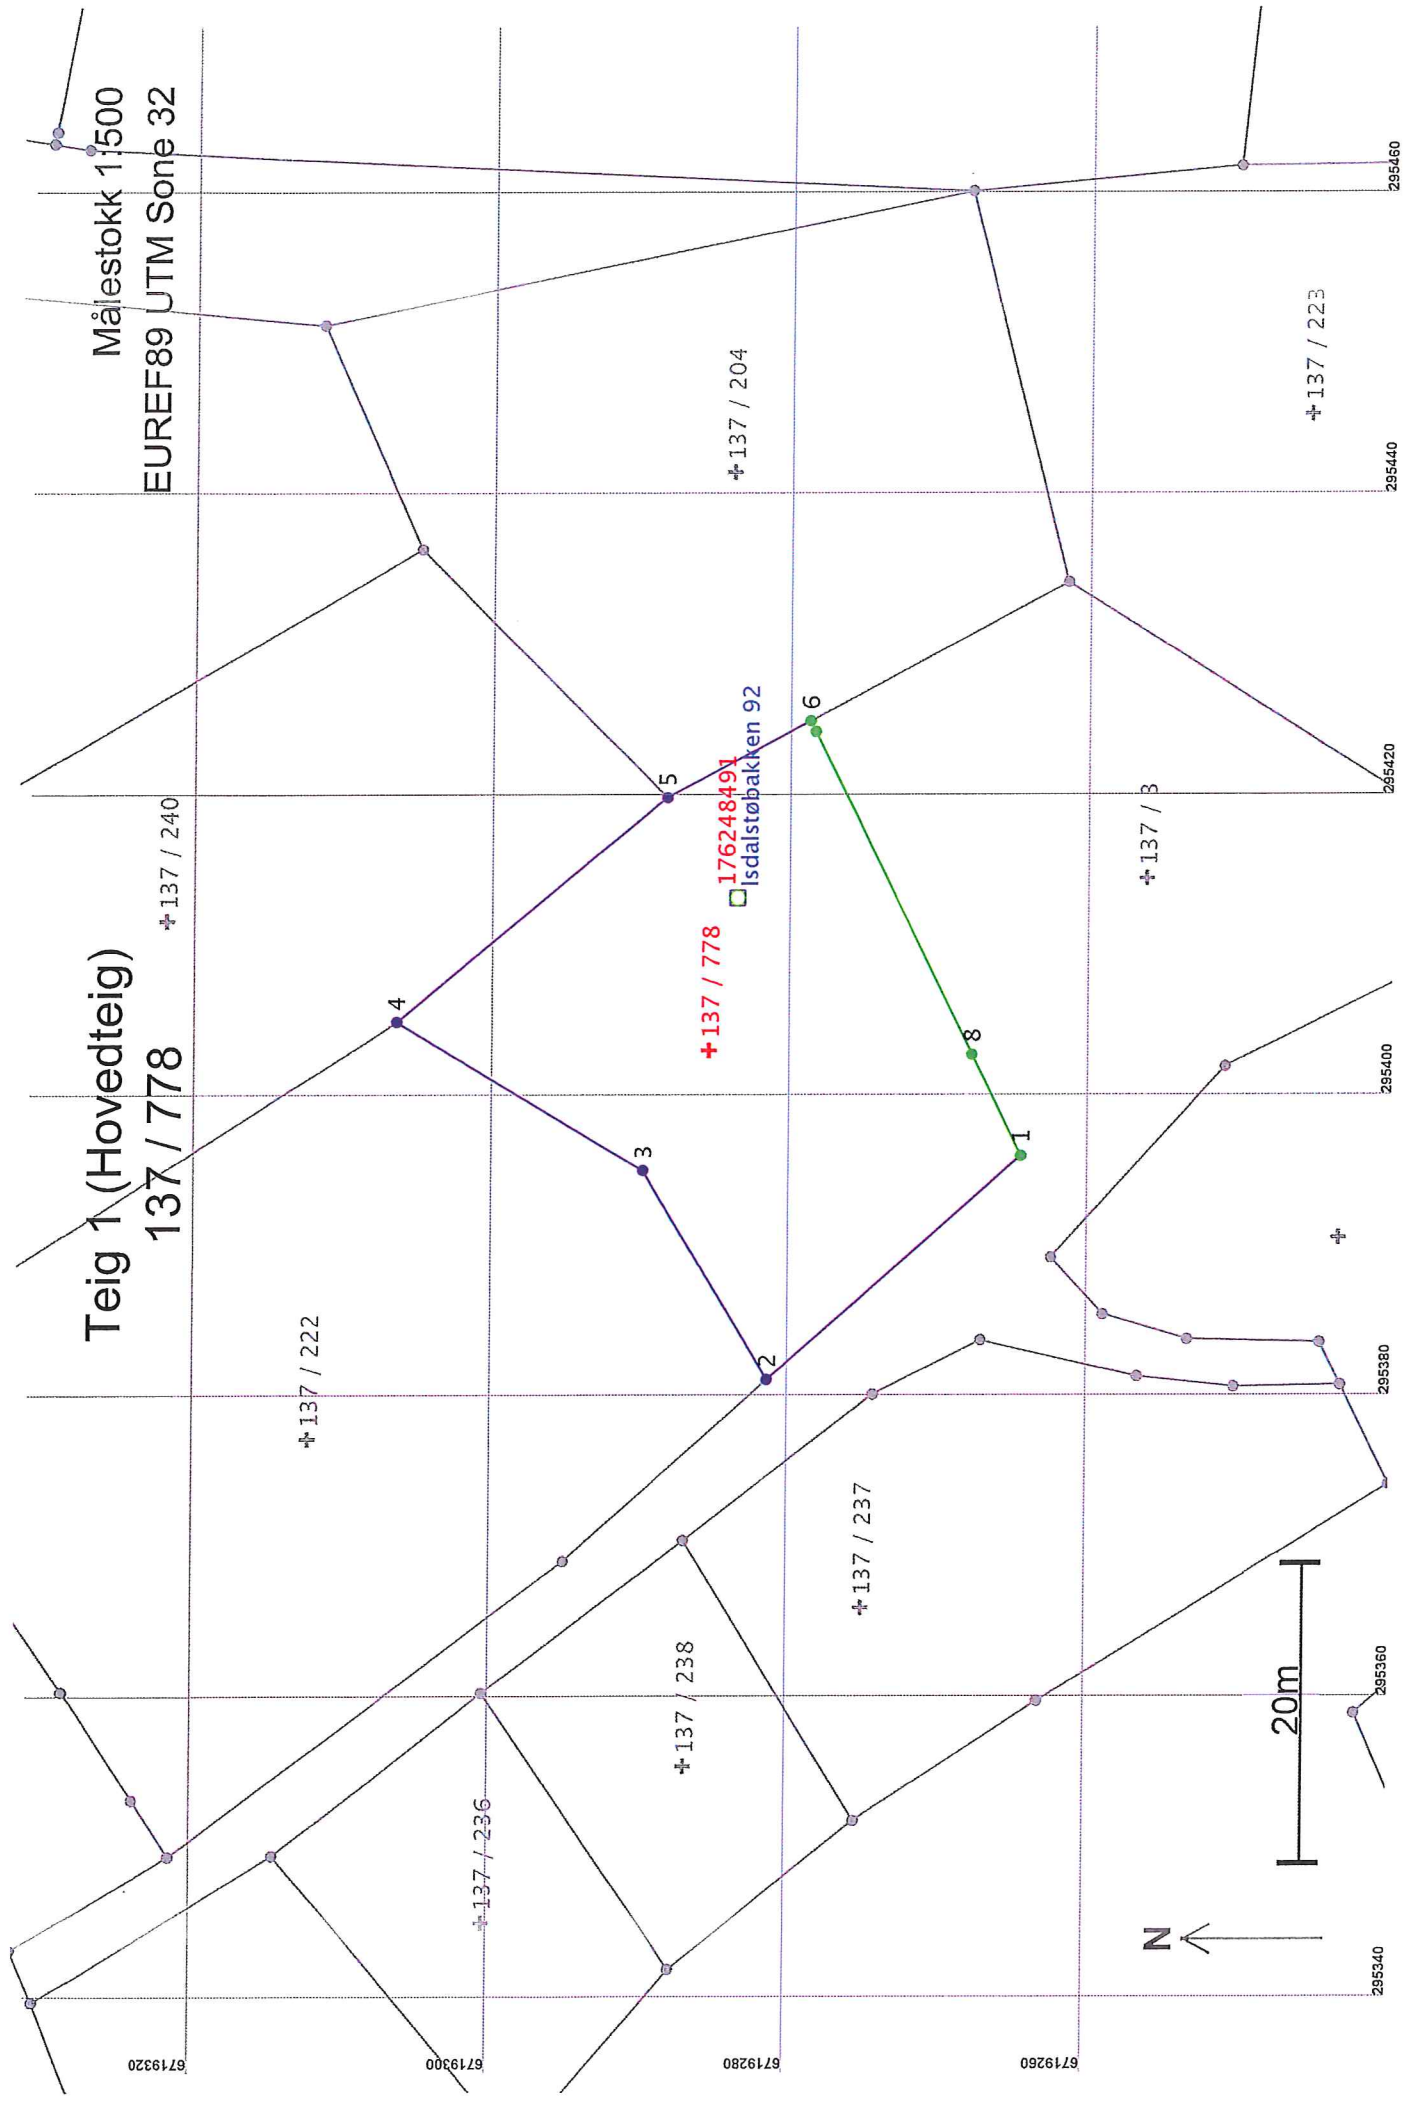 Målestokk 1:500
EUREF89 UTM Sone 32
Teig 1 (Hovedteig)
137 / 778
137 / 240
137 / 222
137 / 204
137 / 223
137 / 3
137 / 237
137 / 238
137 / 236
137 / 778
176248491
Isdalstøbakken 92
1
2
3
4
5
6
8
20m
N
6719320
6719300
6719280
6719260
295340
295360
295380
295400
295420
295440
295460